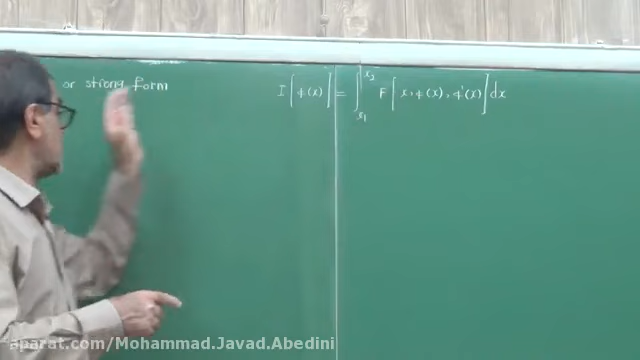 or strong form
I[φ(x)] = ∫_{x₁}^{x₂} F[x, φ(x), φ'(x)] dx
aparat.com/Mohammad.Javad.Abedini